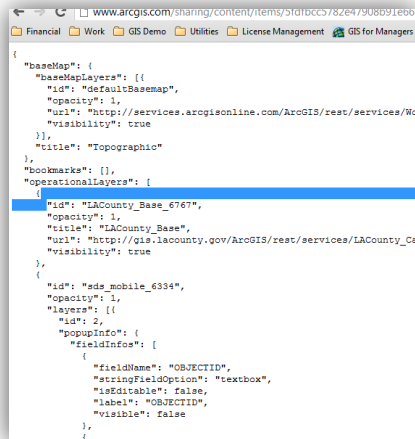 www.arcgis.com/sharing/content/items/5fdfbcc5782e47908b91e66
Financial Work GIS Demo Utilities License Management GIS for Managers
{
"baseMap": {
"baseMapLayers": [{
"id": "defaultBasemap",
"opacity": 1,
"url": "http://services.arcgisonline.com/ArcGIS/rest/services/Wo
"visibility": true
}],
"title": "Topographic"
},
"bookmarks": [],
"operationalLayers": [
{
"id": "LACounty_Base_6767",
"opacity": 1,
"title": "LACounty_Base",
"url": "http://gis.lacounty.gov/ArcGIS/rest/services/LACounty_Ca
"visibility": true
},
{
"id": "sds_mobile_6334",
"opacity": 1,
"layers": [{
"id": 2,
"popupInfo": {
"fieldInfos": [
{
"fieldName": "OBJECTID",
"stringFieldOption": "textbox",
"isEditable": false,
"label": "OBJECTID",
"visible": false
},
{